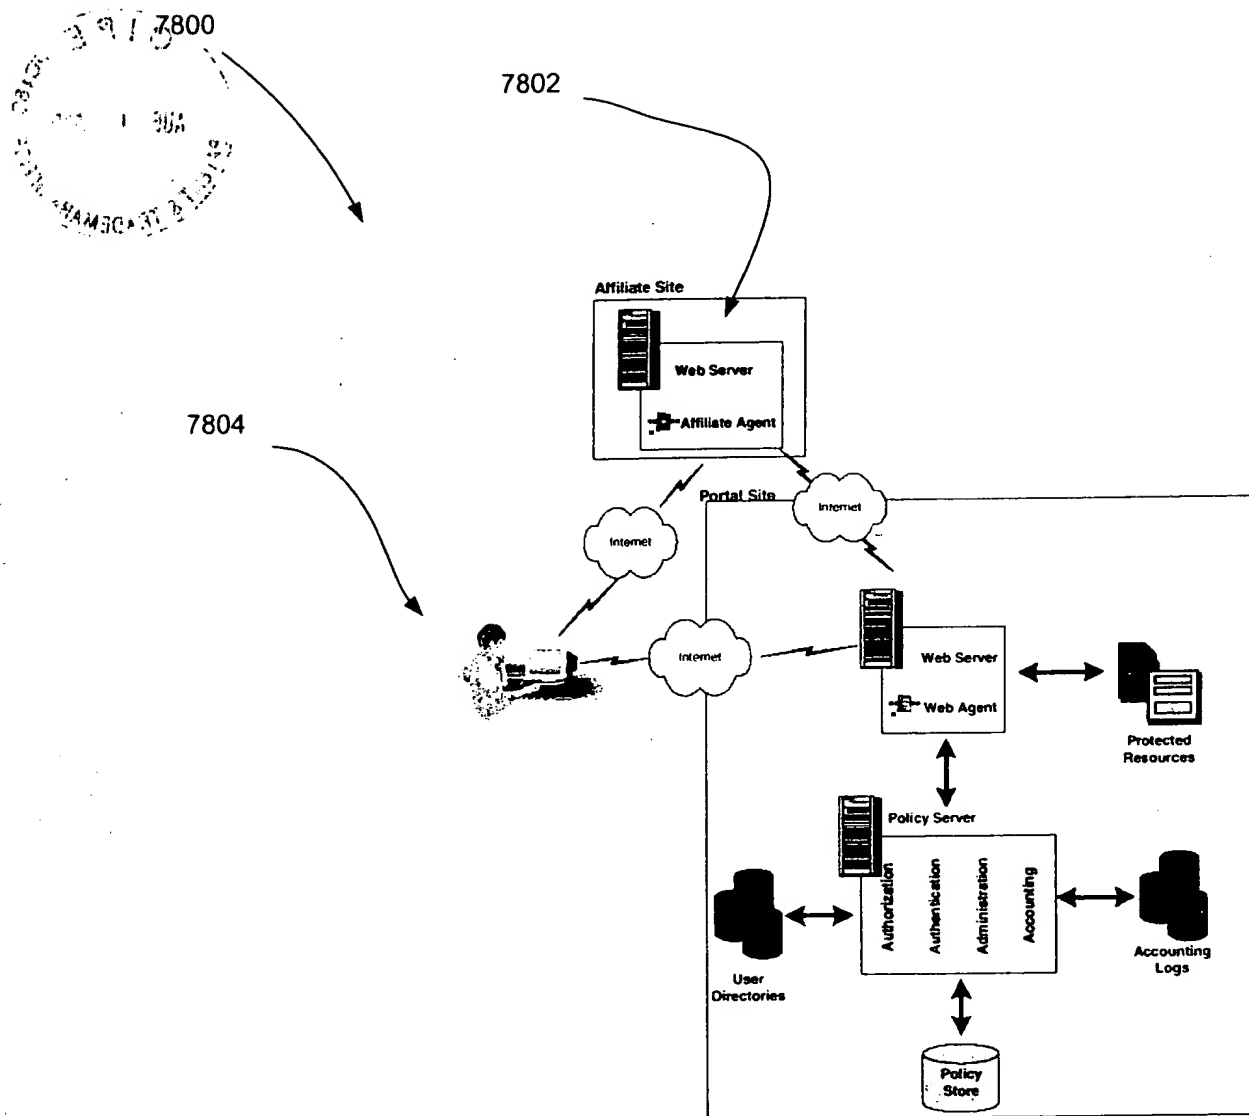 7800
7802
Affiliate Site
Web Server
Affiliate Agent
7804
Portal Site
Internet
Internet
Internet
Web Server
Web Agent
Protected
Resources
Policy Server
Authorization
Authentication
Administration
Accounting
User
Directories
Accounting
Logs
Policy
Store